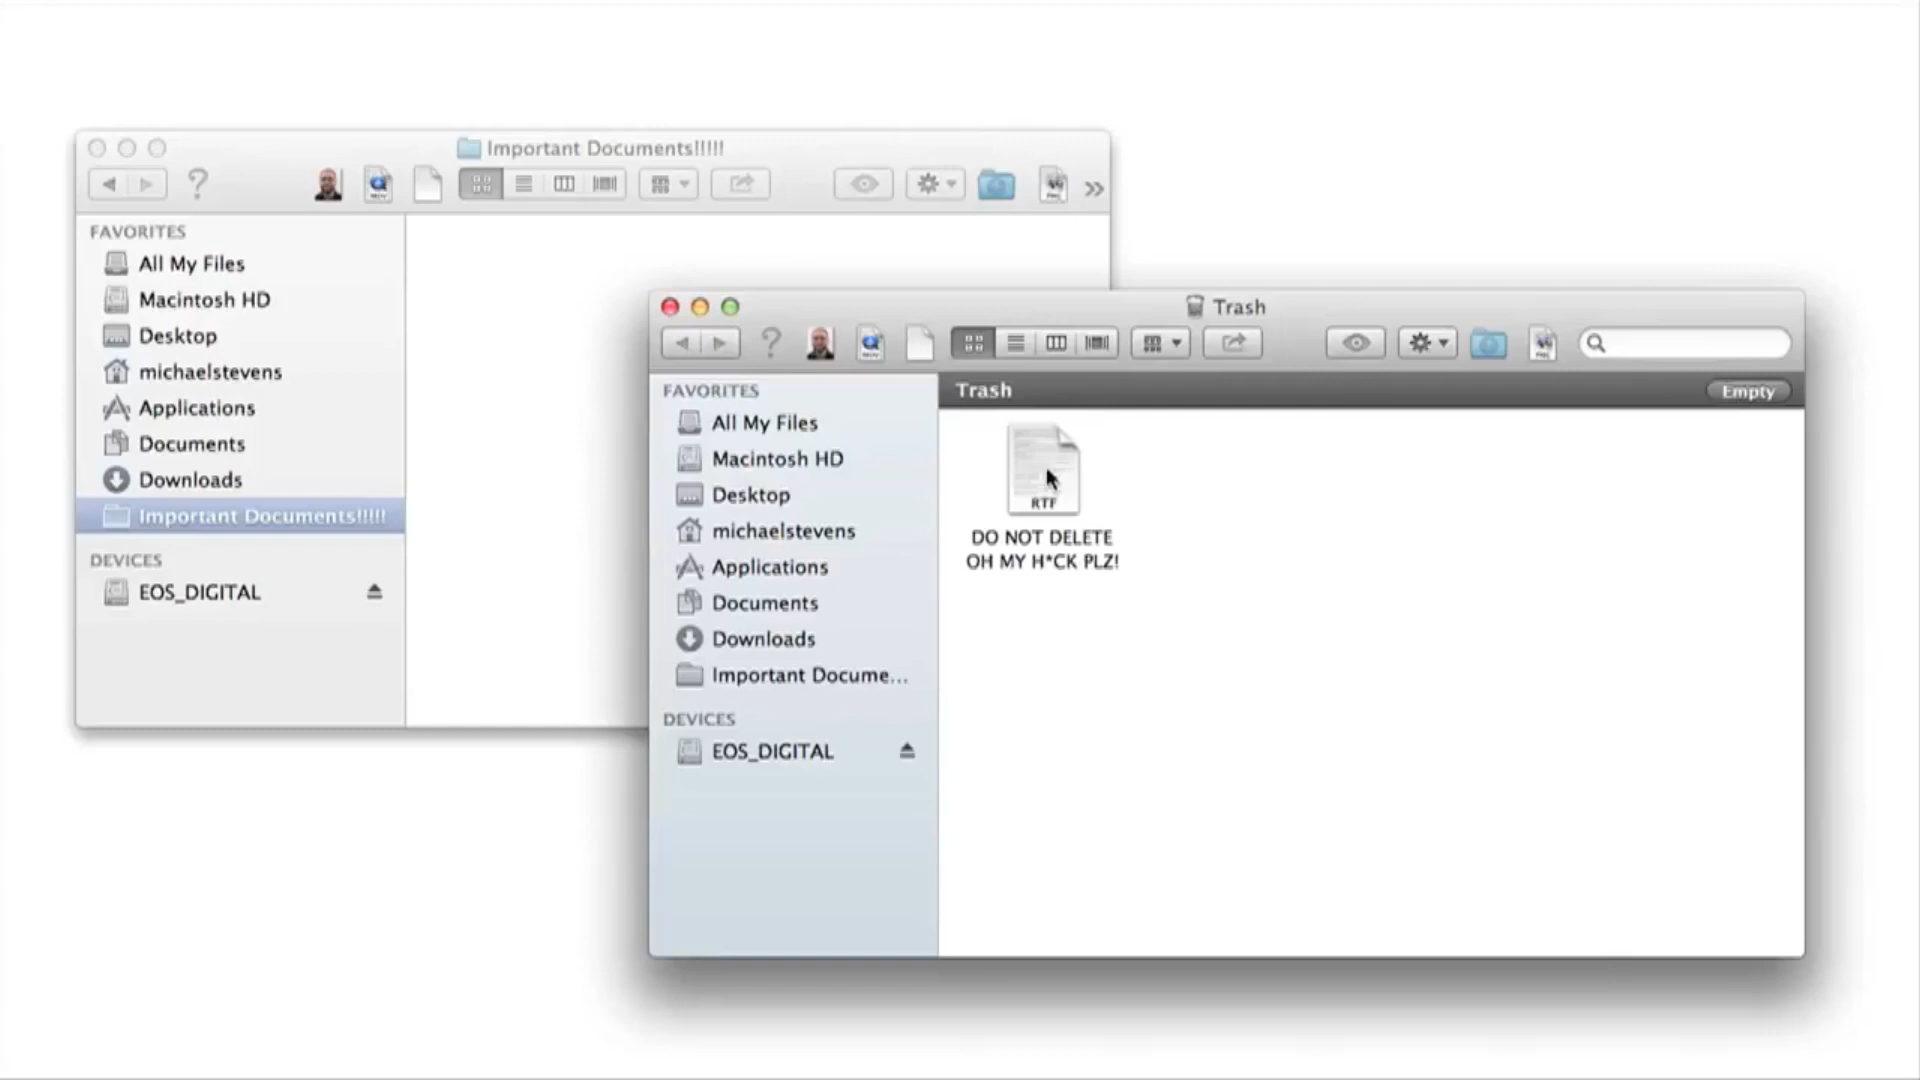 Important Documents!!!!!
FAVORITES
All My Files
Macintosh HD
Desktop
michaelstevens
Applications
Documents
Downloads
Important Documents!!!!!
DEVICES
EOS_DIGITAL
Trash
FAVORITES
All My Files
Macintosh HD
Desktop
michaelstevens
Applications
Documents
Downloads
Important Docume...
DEVICES
EOS_DIGITAL
Trash
Empty
RTF
DO NOT DELETE
OH MY H*CK PLZ!